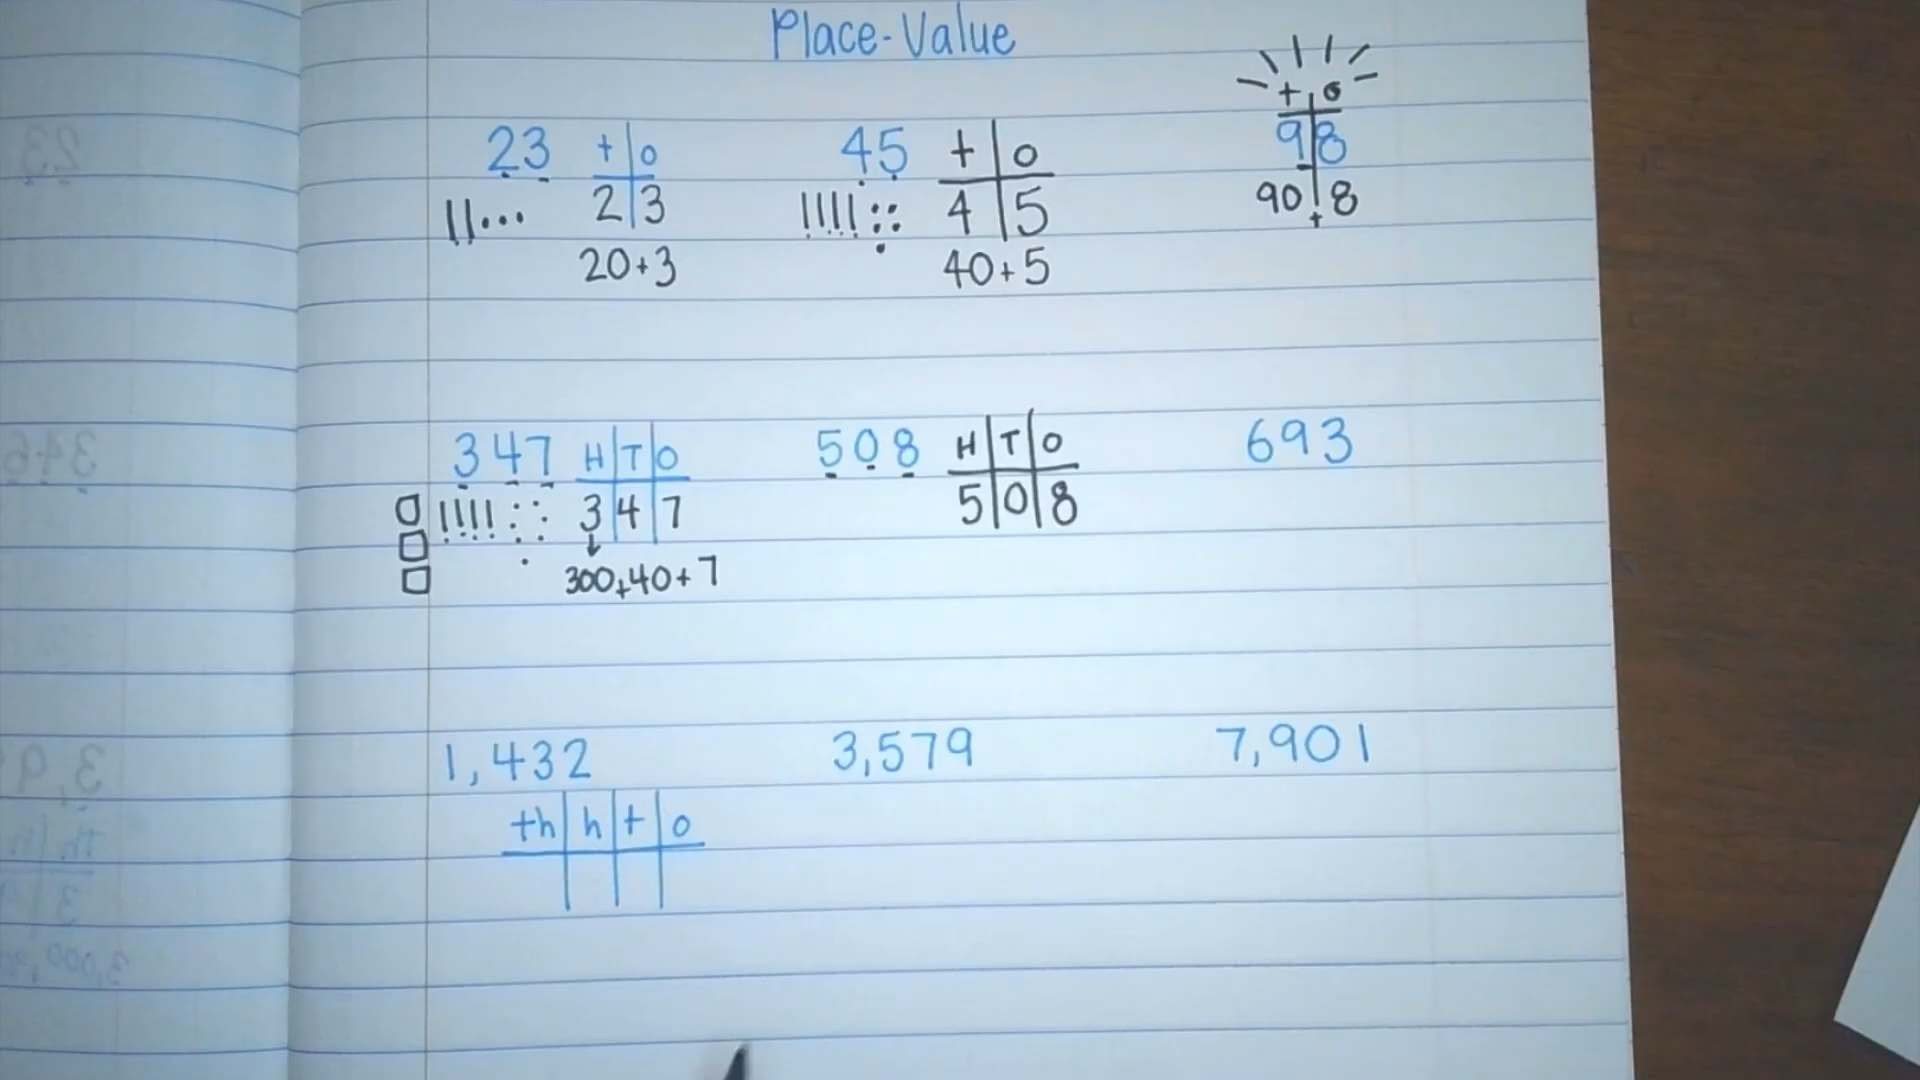 Place-Value
23 t o
2 3
20+3
45 t o
4 5
40+5
t o
98
90+8
347 H T O
3 4 7
300+40+7
508 H T O
5 0 8
693
1,432
th h t o
3,579
7,901